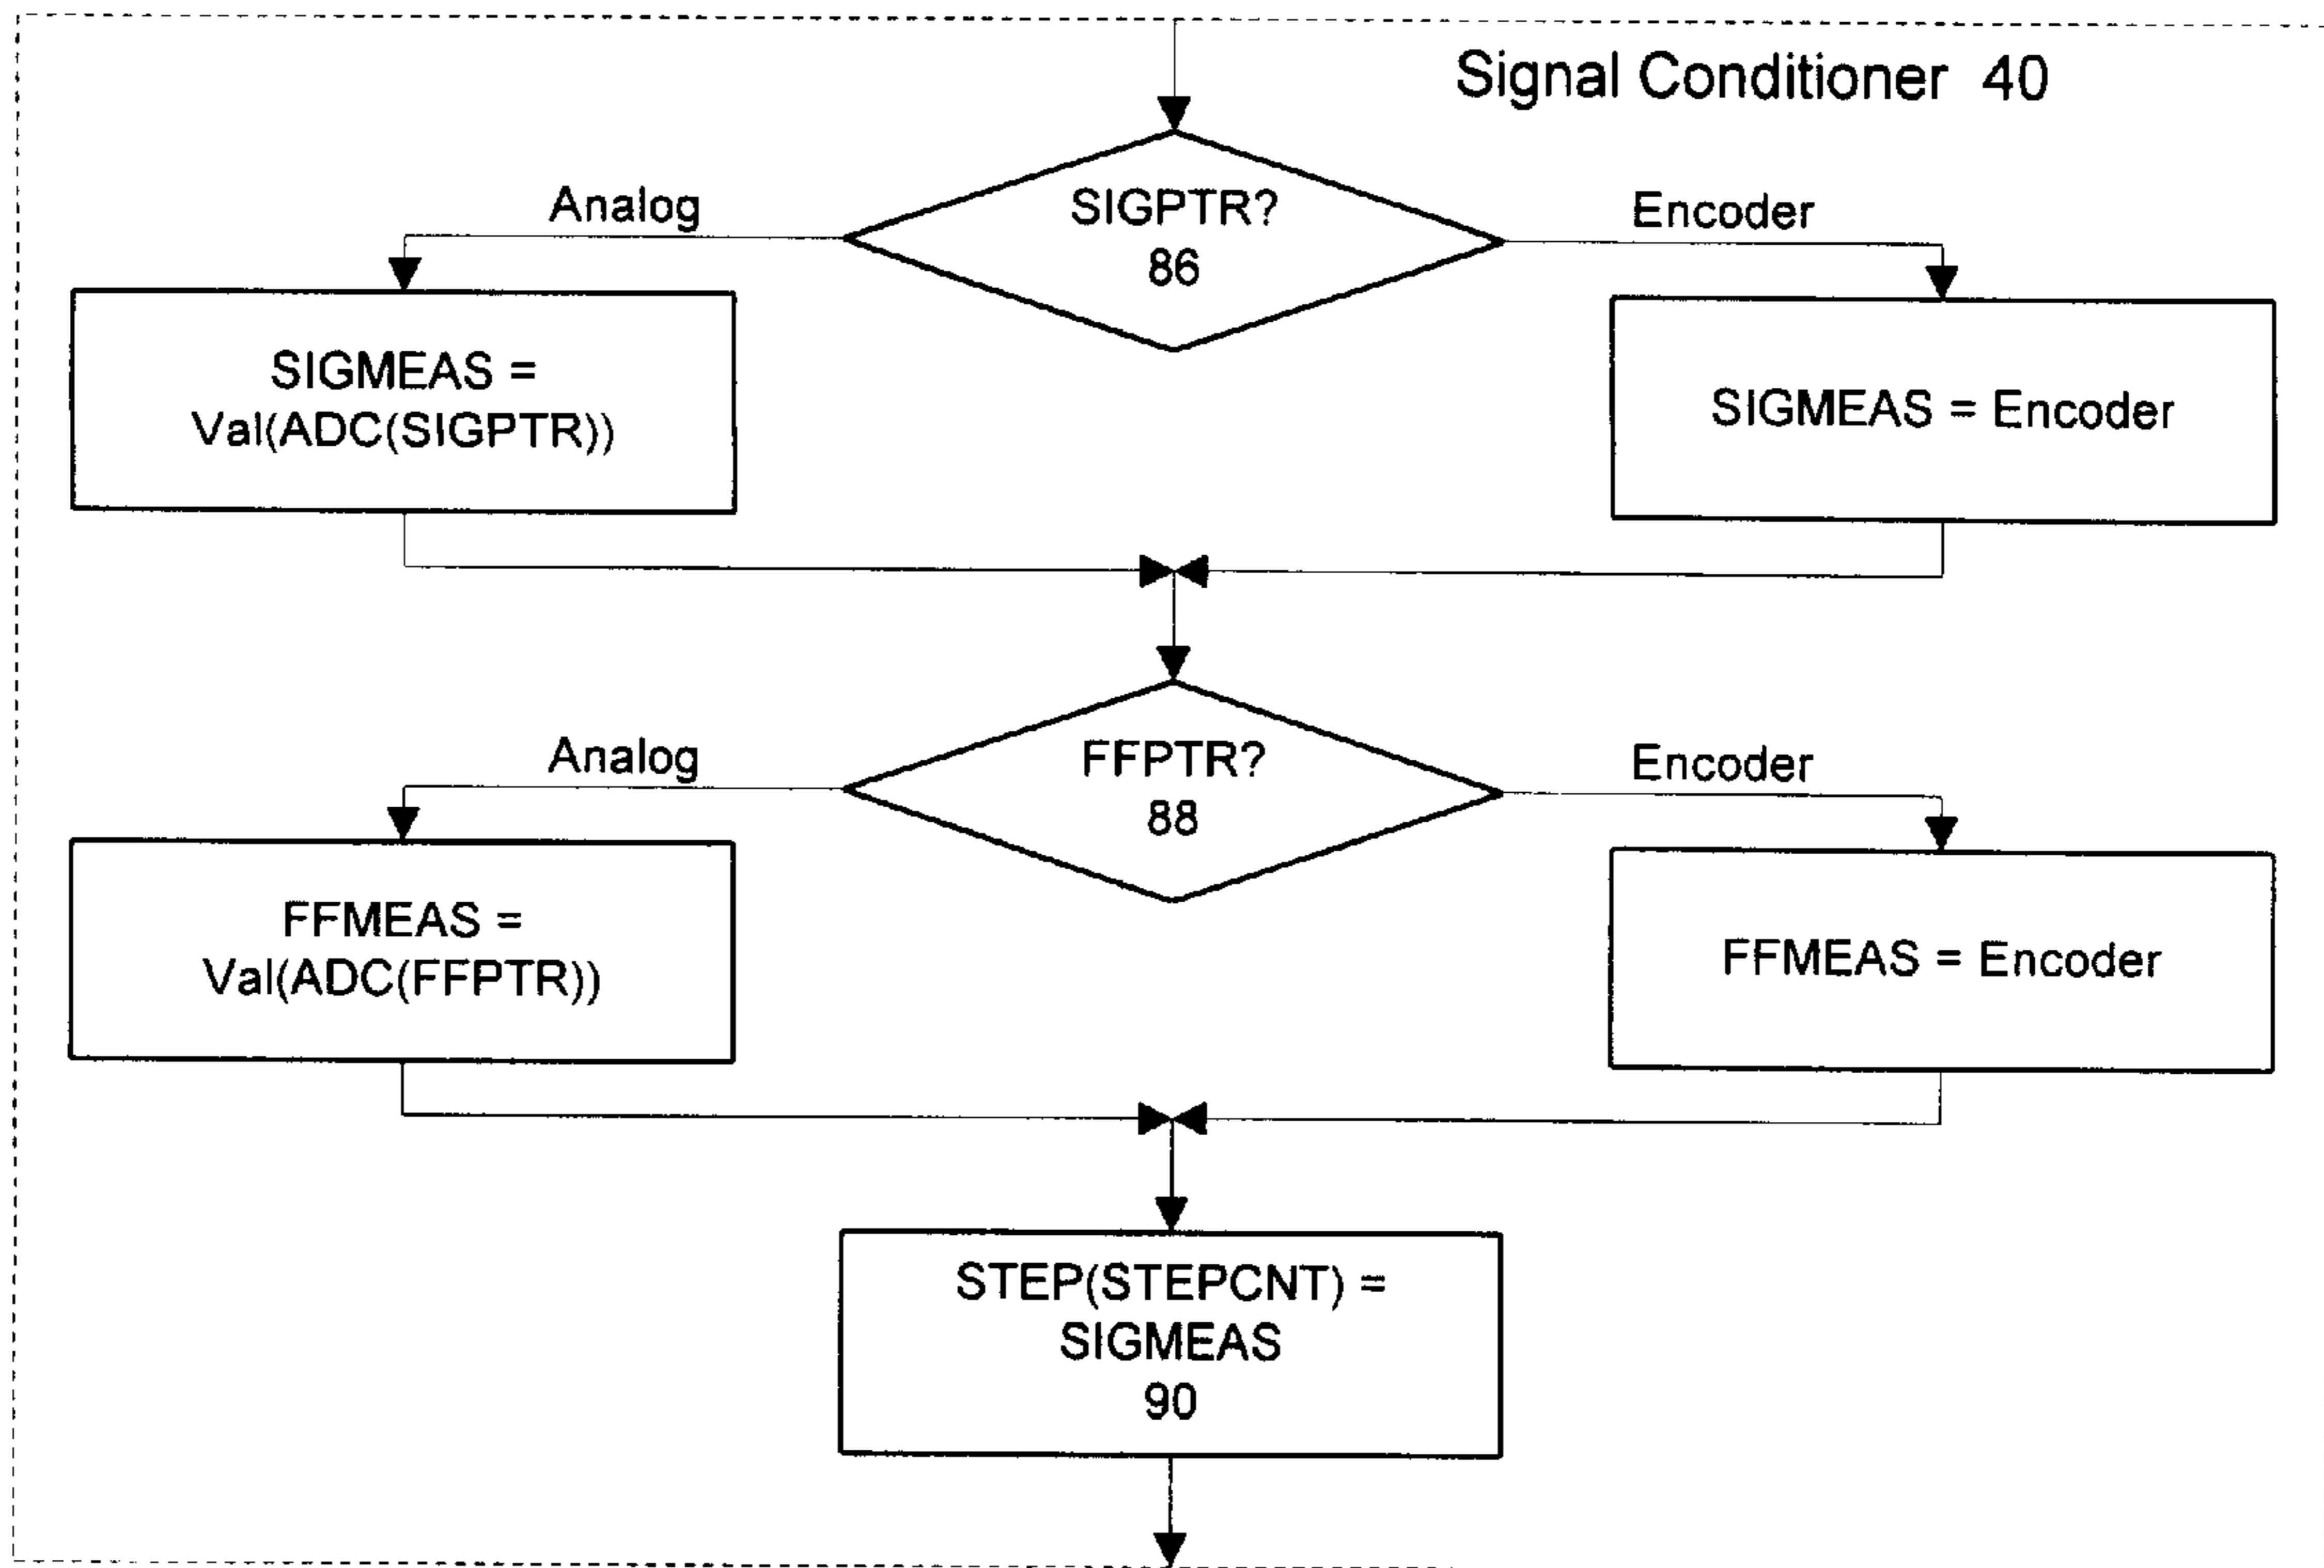 Signal Conditioner 40
SIGPTR?
86
Analog
Encoder
SIGMEAS =
Val(ADC(SIGPTR))
SIGMEAS = Encoder
FFPTR?
88
Analog
Encoder
FFMEAS =
Val(ADC(FFPTR))
FFMEAS = Encoder
STEP(STEPCNT) =
SIGMEAS
90